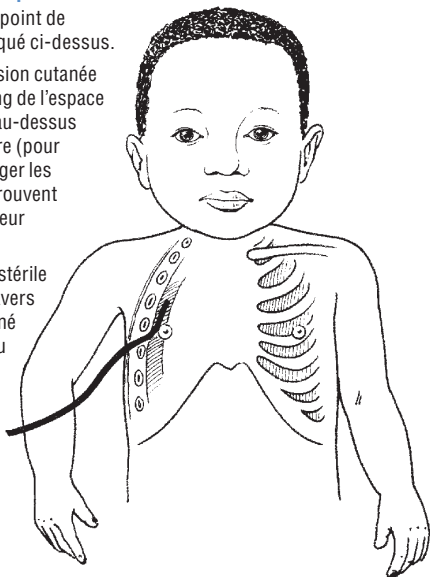 point de
qué ci-dessus.
sion cutanée
ng de l'espace
au-dessus
re (pour
ger les
rouvent
eur
stérile
avers
né
u